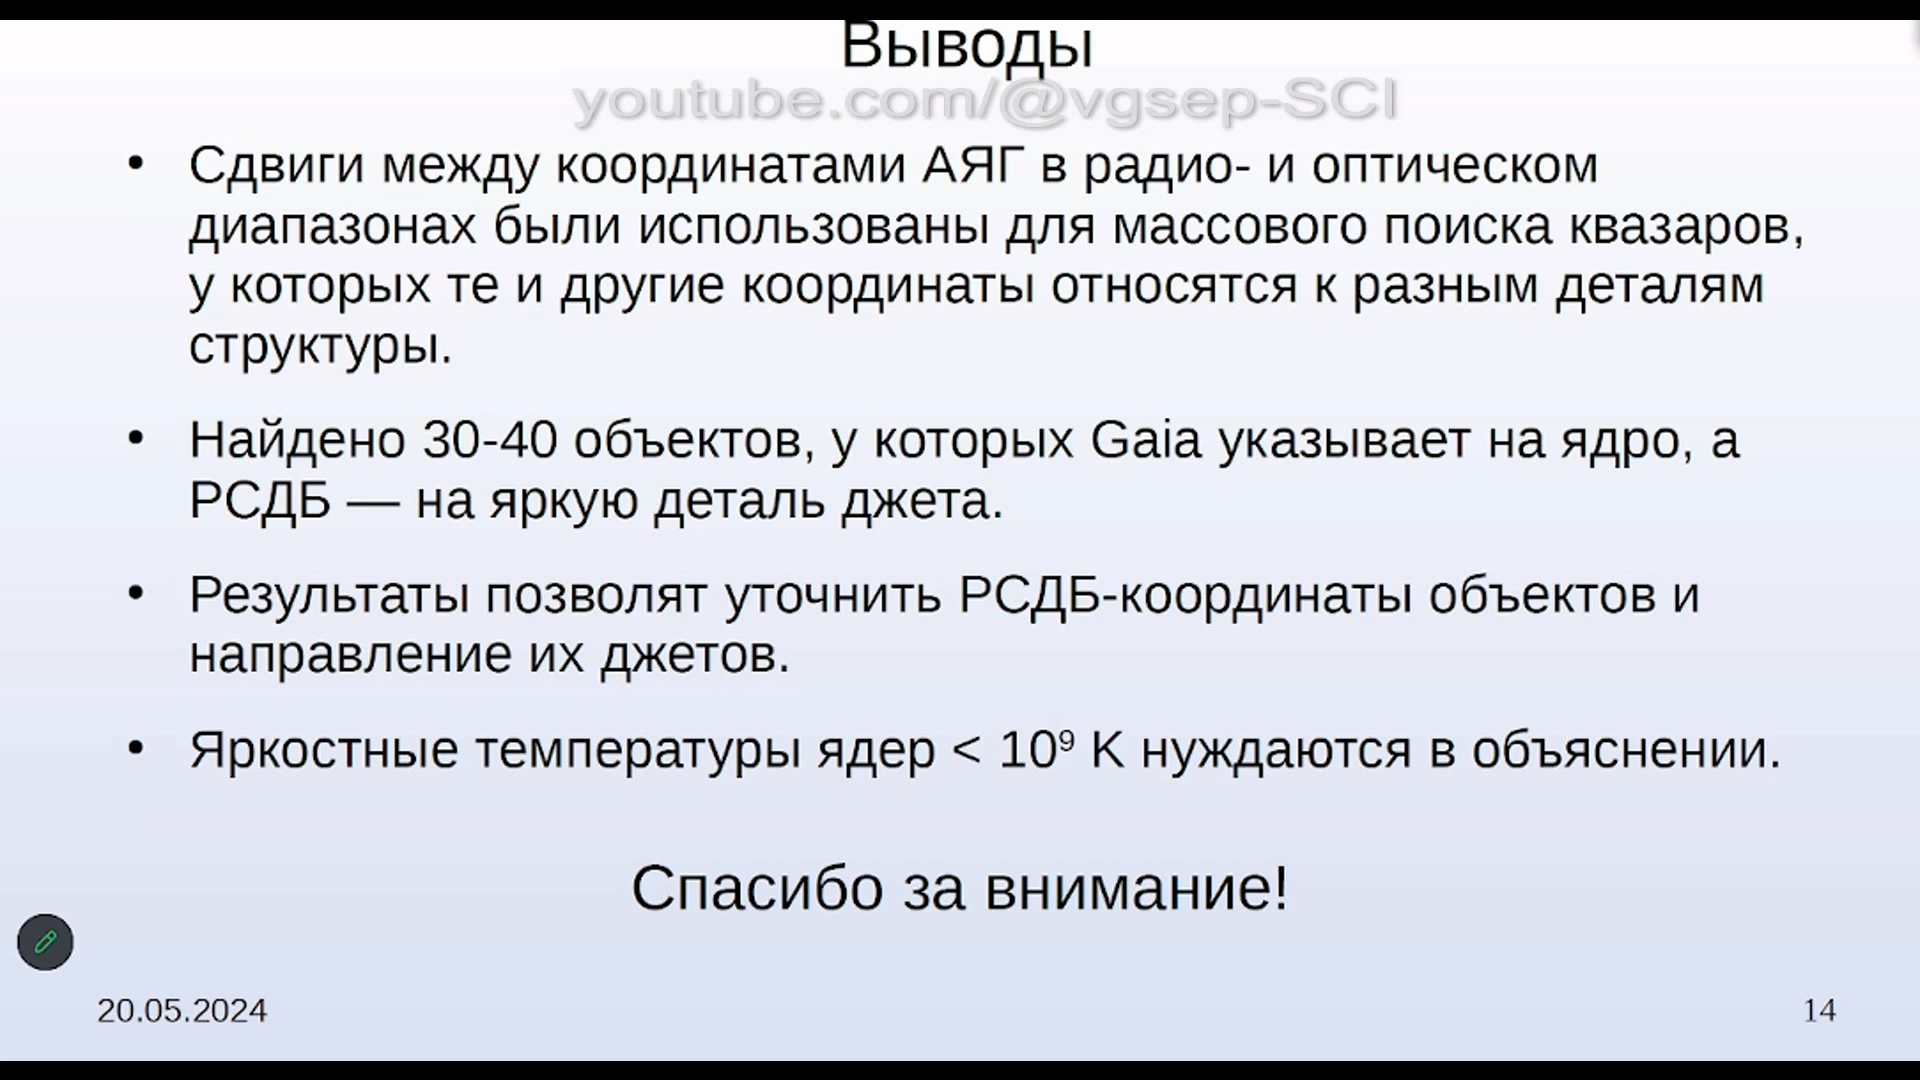 Выводы
youtube.com/@vgsep-SCI
• Сдвиги между координатами АЯГ в радио- и оптическом
диапазонах были использованы для массового поиска квазаров,
у которых те и другие координаты относятся к разным деталям
структуры.
• Найдено 30-40 объектов, у которых Gaia указывает на ядро, а
РСДБ — на яркую деталь джета.
• Результаты позволят уточнить РСДБ-координаты объектов и
направление их джетов.
• Яркостные температуры ядер < 10⁹ К нуждаются в объяснении.
Спасибо за внимание!
20.05.2024
14